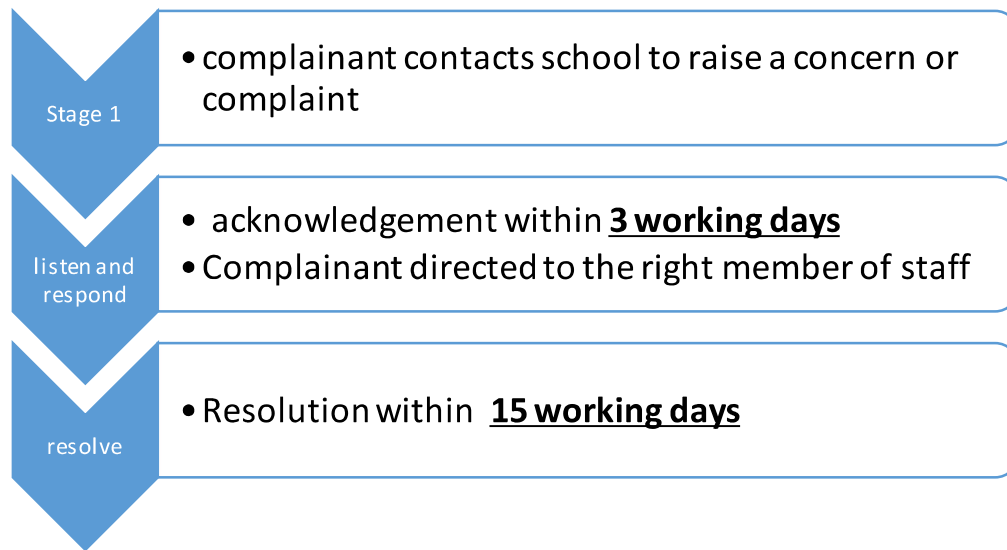 Stage 1
• complainant contacts school to raise a concern or
complaint
listen and
respond
• acknowledgement within 3 working days
• Complainant directed to the right member of staff
resolve
• Resolution within 15 working days